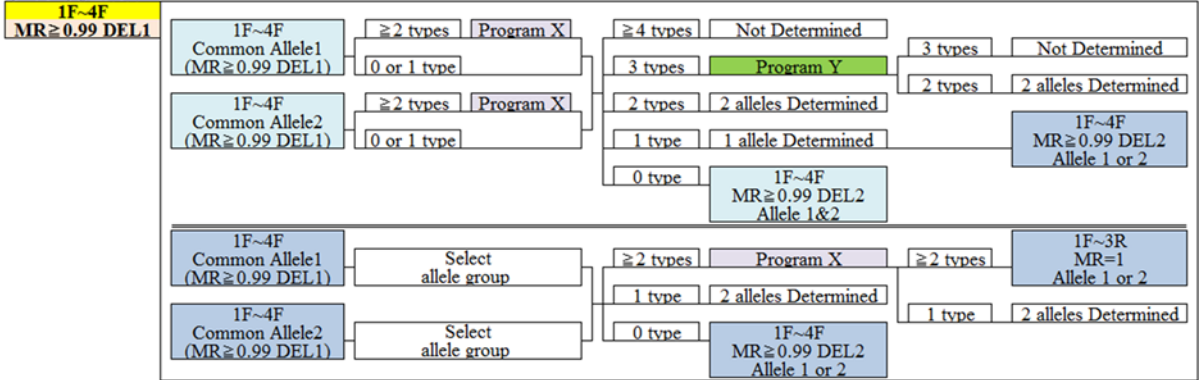 1F~4F
MR≧0.99 DEL1
1F~4F
Common Allele1
(MR≧0.99 DEL1)
≧2 types
Program X
0 or 1 type
1F~4F
Common Allele2
(MR≧0.99 DEL1)
≧2 types
Program X
0 or 1 type
≧4 types
Not Determined
3 types
Program Y
3 types
Not Determined
2 types
2 alleles Determined
2 types
2 alleles Determined
1 type
1 allele Determined
1F~4F
MR≧0.99 DEL2
Allele 1 or 2
0 type
1F~4F
MR≧0.99 DEL2
Allele 1&2
1F~4F
Common Allele1
(MR≧0.99 DEL1)
Select
allele group
1F~4F
Common Allele2
(MR≧0.99 DEL1)
Select
allele group
≧2 types
Program X
≧2 types
1F~3R
MR=1
Allele 1 or 2
1 type
2 alleles Determined
1 type
2 alleles Determined
0 type
1F~4F
MR≧0.99 DEL2
Allele 1 or 2